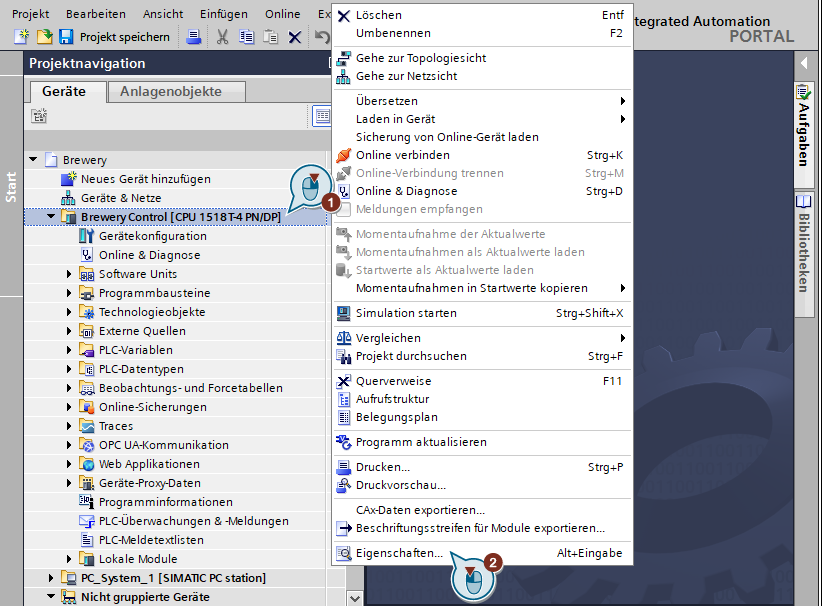 Projekt Bearbeiten Ansicht Einfügen Online
tegrated Automation
PORTAL
Projekt speichern
Projektnavigation
Geräte Anlagenobjekte
Start
Brewery
Neues Gerät hinzufügen
Geräte & Netze
Brewery Control [CPU 1518T-4 PN/DP]
Gerätekonfiguration
Online & Diagnose
Software Units
Programmbausteine
Technologieobjekte
Externe Quellen
PLC-Variablen
PLC-Datentypen
Beobachtungs- und Forcetabellen
Online-Sicherungen
Traces
OPC UA-Kommunikation
Web Applikationen
Geräte-Proxy-Daten
Programminformationen
PLC-Überwachungen & -Meldungen
PLC-Meldetextlisten
Lokale Module
PC_System_1 [SIMATIC PC station]
Nicht gruppierte Geräte
1
Löschen Entf
Umbenennen F2
Gehe zur Topologiesicht
Gehe zur Netzsicht
Übersetzen
Laden in Gerät
Sicherung von Online-Gerät laden
Online verbinden Strg+K
Online-Verbindung trennen Strg+M
Online & Diagnose Strg+D
Meldungen empfangen
Momentaufnahme der Aktualwerte
Momentaufnahmen als Aktualwerte laden
Startwerte als Aktualwerte laden
Momentaufnahmen in Startwerte kopieren
Simulation starten Strg+Shift+X
Vergleichen
Projekt durchsuchen Strg+F
Querverweise F11
Aufrufstruktur
Belegungsplan
Programm aktualisieren
Drucken... Strg+P
Druckvorschau...
CAx-Daten exportieren...
Beschriftungsstreifen für Module exportieren...
Eigenschaften... Alt+Eingabe
2
Aufgaben
Bibliotheken